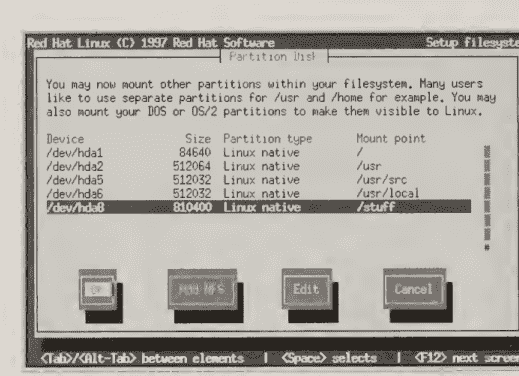 Red Hat Linux (C) 1997 Red Hat Software Setup filesyste
Partition Disk
You may now mount other partitions within your filesystem. Many users
like to use separate partitions for /usr and /home for example. You may
also mount your DOS or OS/2 partitions to make them visible to Linux.
Device Size Partition type Mount point
/dev/hda1 84640 Linux native /
/dev/hda2 512064 Linux native /usr
/dev/hda5 512032 Linux native /usr/src
/dev/hda6 512032 Linux native /usr/local
/dev/hda8 810400 Linux native /stuff
OK Add NFS Edit Cancel
<Tab>/<Alt-Tab> between elements | <Space> selects | <F12> next screen